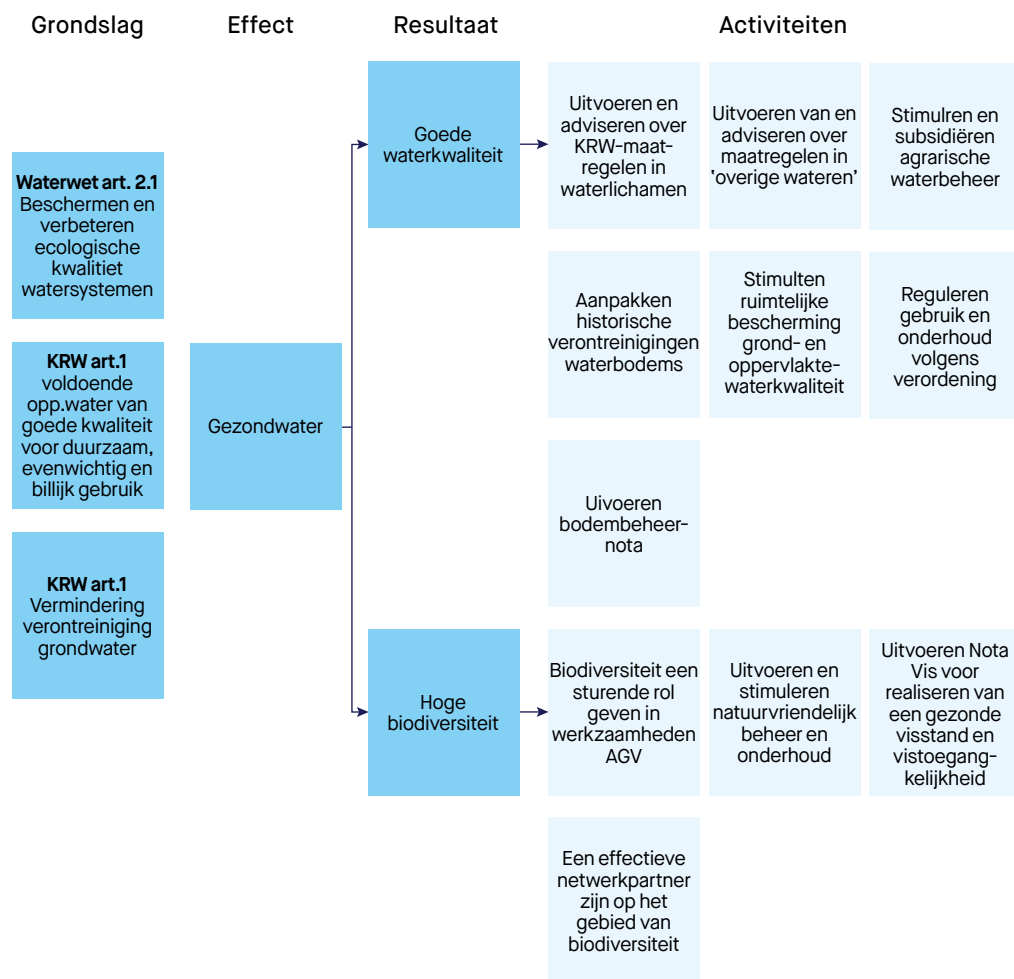 Grondslag
Effect
Resultaat
Activiteiten
Waterwet art. 2.1
Beschermen en
verbeteren
ecologische
kwalitiet
watersystemen
KRW art.1
voldoende
opp.water van
goede kwaliteit
voor duurzaam,
evenwichtig en
billijk gebruik
KRW art.1
Vermindering
verontreiniging
grondwater
Gezondwater
Goede
waterkwaliteit
Uitvoeren en
adviseren over
KRW-maat-
regelen in
waterlichamen
Uitvoeren van en
adviseren over
maatregelen in
‘overige wateren’
Stimulren en
subsidiëren
agrarische
waterbeheer
Aanpakken
historische
verontreinigingen
waterbodems
Stimulten
ruimtelijke
bescherming
grond- en
oppervlakte-
waterkwaliteit
Reguleren
gebruik en
onderhoud
volgens
verordening
Uivoeren
bodembeheer-
nota
Hoge
biodiversiteit
Biodiversiteit een
sturende rol
geven in
werkzaamheden
AGV
Uitvoeren en
stimuleren
natuurvriendelijk
beheer en
onderhoud
Uitvoeren Nota
Vis voor
realiseren van
een gezonde
visstand en
vistoegang-
kelijkheid
Een effectieve
netwerkpartner
zijn op het
gebied van
biodiversiteit